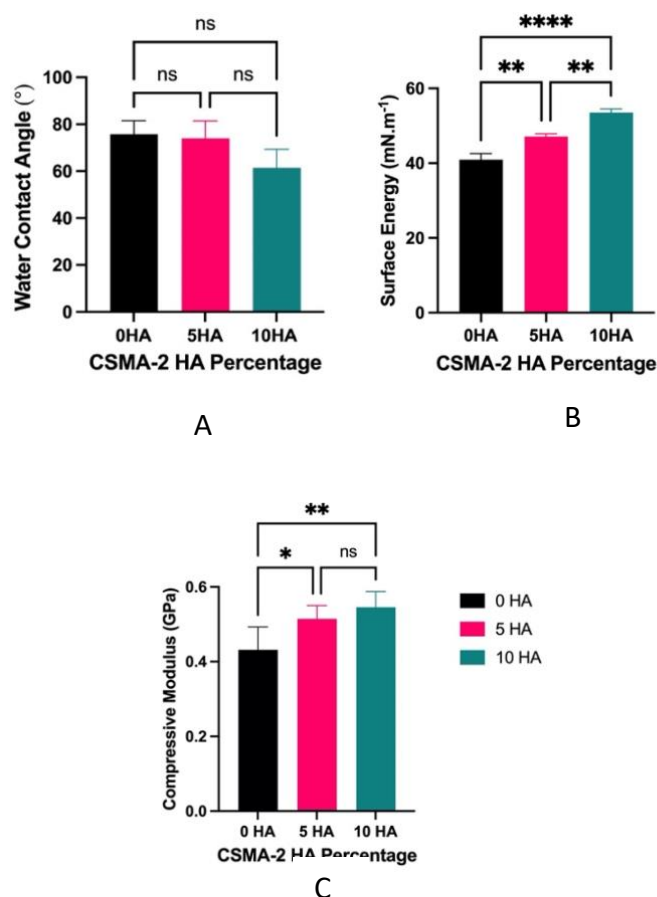 ns
ns
ns
Water Contact Angle (°)
100
80
60
40
20
0
0HA 5HA 10HA
CSMA-2 HA Percentage
A
****
** **
Surface Energy (mN.m⁻¹)
60
40
20
0
0HA 5HA 10HA
CSMA-2 HA Percentage
B
**
* ns
Compressive Modulus (GPa)
0.6
0.4
0.2
0.0
0 HA 5 HA 10 HA
CSMA-2 HA Percentage
0 HA
5 HA
10 HA
C